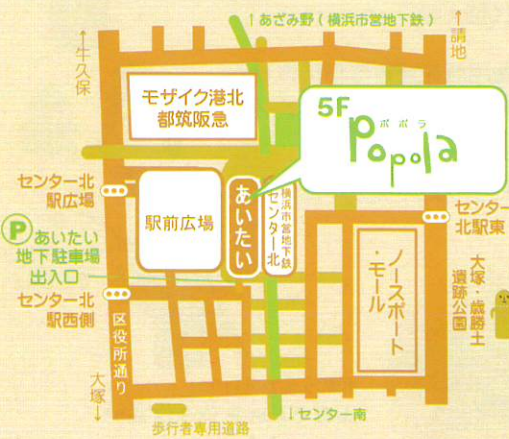 ↑あざみ野(横浜市営地下鉄)
↑請地
↑牛久保
モザイク港北
都筑阪急
5F
ポポラ
Popola
センター北
駅広場
駅前広場
あいたい
横浜市営地下鉄
センター北
センター
北駅東
P
あいたい
地下駐車場
出入口
センター北
駅西側
ノースポート
・モール
大塚・歳勝土
遺跡公園
区役所通り
大塚↓
↓センター南
歩行者専用道路